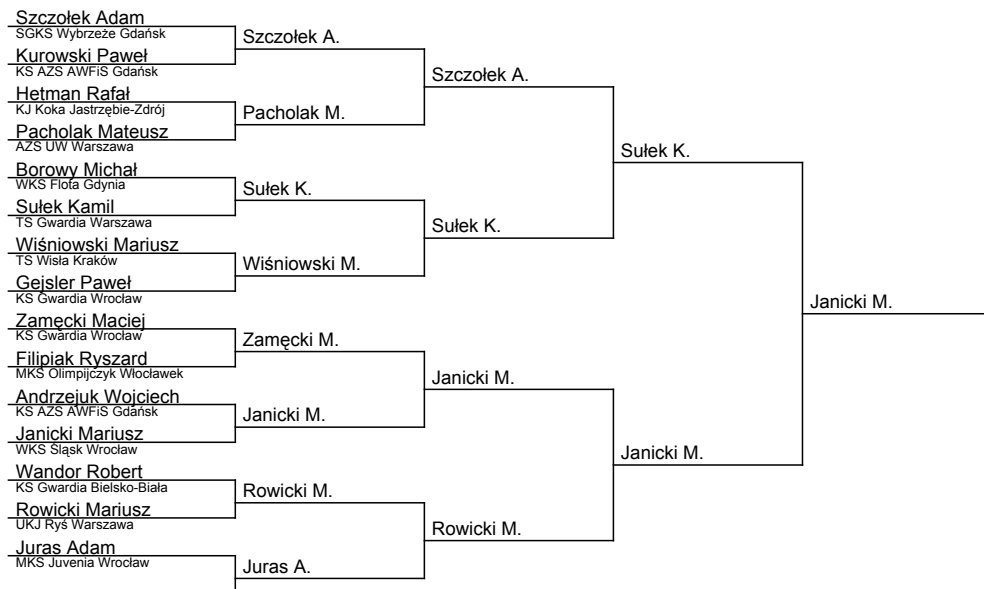 Szczołek Adam
SGKS Wybrzeże Gdańsk
Kurowski Paweł
KS AZS AWFiS Gdańsk
Hetman Rafał
KJ Koka Jastrzębie-Zdrój
Pacholak Mateusz
AZS UW Warszawa
Borowy Michał
WKS Flota Gdynia
Sułek Kamil
TS Gwardia Warszawa
Wiśniowski Mariusz
TS Wisła Kraków
Gejsler Paweł
KS Gwardia Wrocław
Zamęcki Maciej
KS Gwardia Wrocław
Filipiak Ryszard
MKS Olimpijczyk Włocławek
Andrzejuk Wojciech
KS AZS AWFiS Gdańsk
Janicki Mariusz
WKS Śląsk Wrocław
Wandor Robert
KS Gwardia Bielsko-Biała
Rowicki Mariusz
UKJ Ryś Warszawa
Juras Adam
MKS Juvenia Wrocław
Szczołek A.
Pacholak M.
Sułek K.
Wiśniowski M.
Zamęcki M.
Janicki M.
Rowicki M.
Juras A.
Szczołek A.
Sułek K.
Janicki M.
Rowicki M.
Sułek K.
Janicki M.
Janicki M.